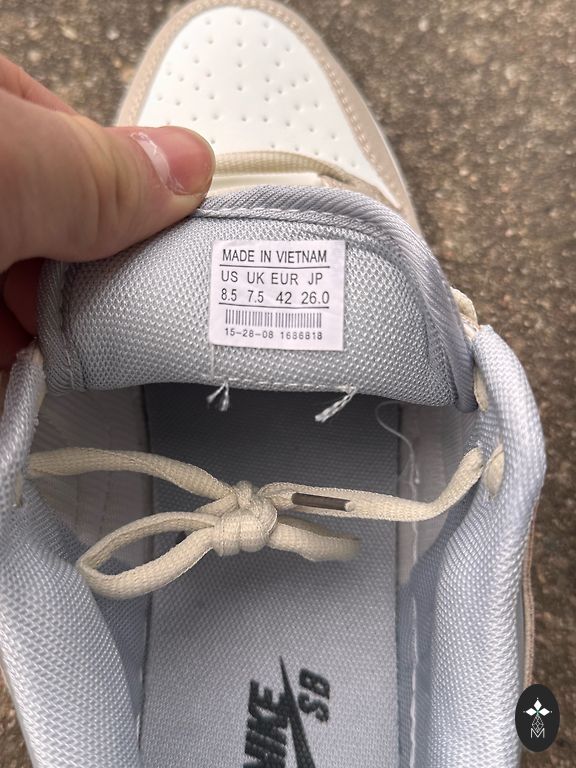 MADE IN VIETNAM
US UK EUR JP
8.5 7.5 42 26.0
15-28-08 1686818
NIKE
SB
M